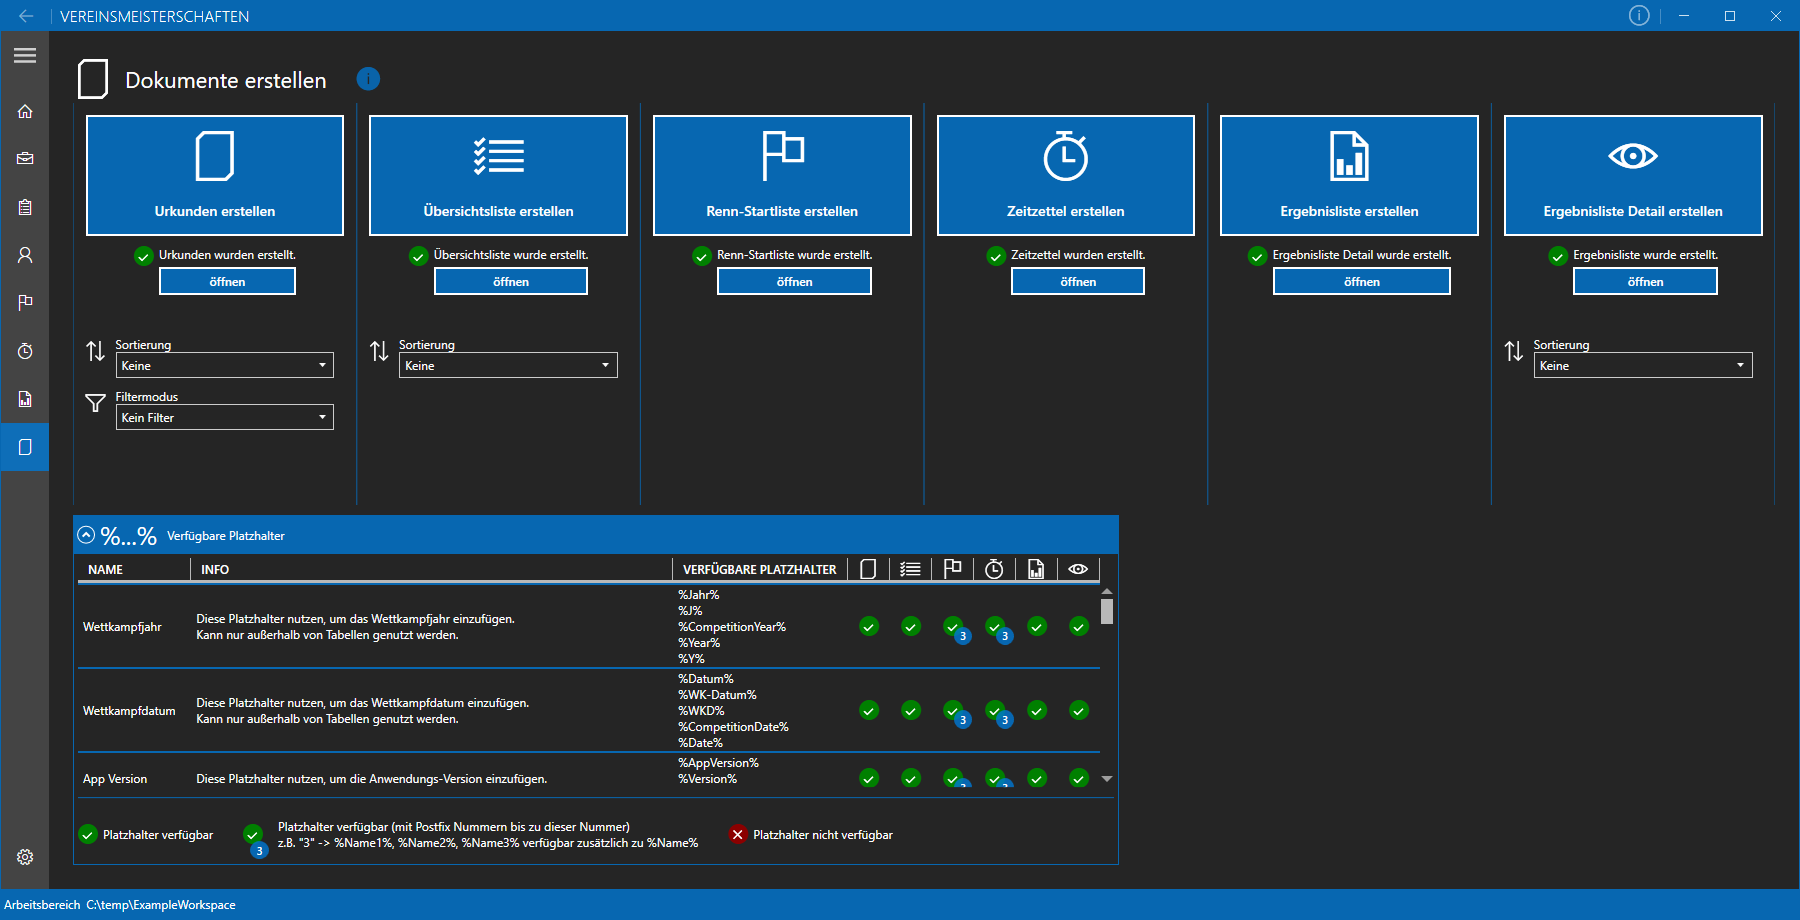 VEREINSMEISTERSCHAFTEN
Dokumente erstellen
Urkunden erstellen
Übersichtsliste erstellen
Renn-Startliste erstellen
Zeitzettel erstellen
Ergebnisliste erstellen
Ergebnisliste Detail erstellen
Urkunden wurden erstellt.
Übersichtsliste wurde erstellt.
Renn-Startliste wurde erstellt.
Zeitzettel wurden erstellt.
Ergebnisliste Detail wurde erstellt.
Ergebnisliste wurde erstellt.
öffnen
öffnen
öffnen
öffnen
öffnen
öffnen
Sortierung
Keine
Filtermodus
Kein Filter
Sortierung
Keine
Sortierung
Keine
%...% Verfügbare Platzhalter
NAME INFO VERFÜGBARE PLATZHALTER
Wettkampfjahr
Diese Platzhalter nutzen, um das Wettkampfjahr einzufügen.
Kann nur außerhalb von Tabellen genutzt werden.
%Jahr%
%J%
%CompetitionYear%
%Year%
%Y%
3 3
Wettkampfdatum
Diese Platzhalter nutzen, um das Wettkampfdatum einzufügen.
Kann nur außerhalb von Tabellen genutzt werden.
%Datum%
%WK-Datum%
%WKD%
%CompetitionDate%
%Date%
3 3
App Version
Diese Platzhalter nutzen, um die Anwendungs-Version einzufügen.
%AppVersion%
%Version%
3 3
Platzhalter verfügbar
3
Platzhalter verfügbar (mit Postfix Nummern bis zu dieser Nummer)
z.B. "3" -> %Name1%, %Name2%, %Name3% verfügbar zusätzlich zu %Name%
Platzhalter nicht verfügbar
Arbeitsbereich C:\temp\ExampleWorkspace